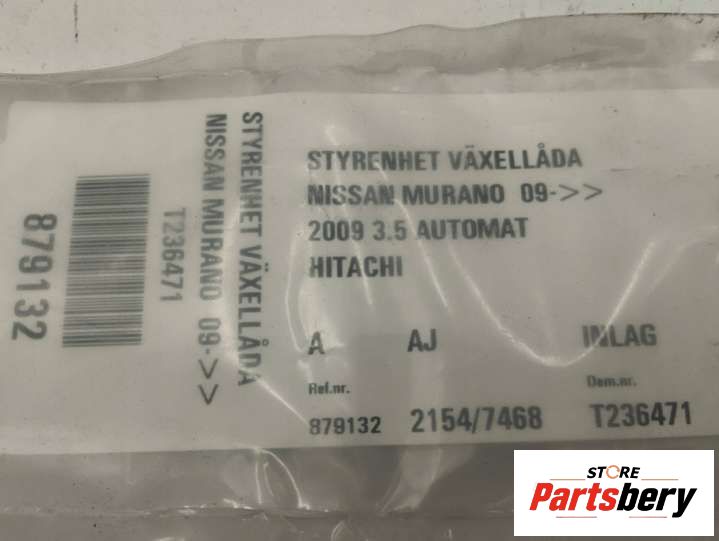 STYRENHET VÄXELLÅDA
NISSAN MURANO 09->>
2009 3.5 AUTOMAT
HITACHI
A AJ INLAG
Ref.nr. Dem.nr.
879132 2154/7468 T236471
STYRENHET VÄXELLÅDA
NISSAN MURANO 09->>
T236471
879132
STORE
Partsbery